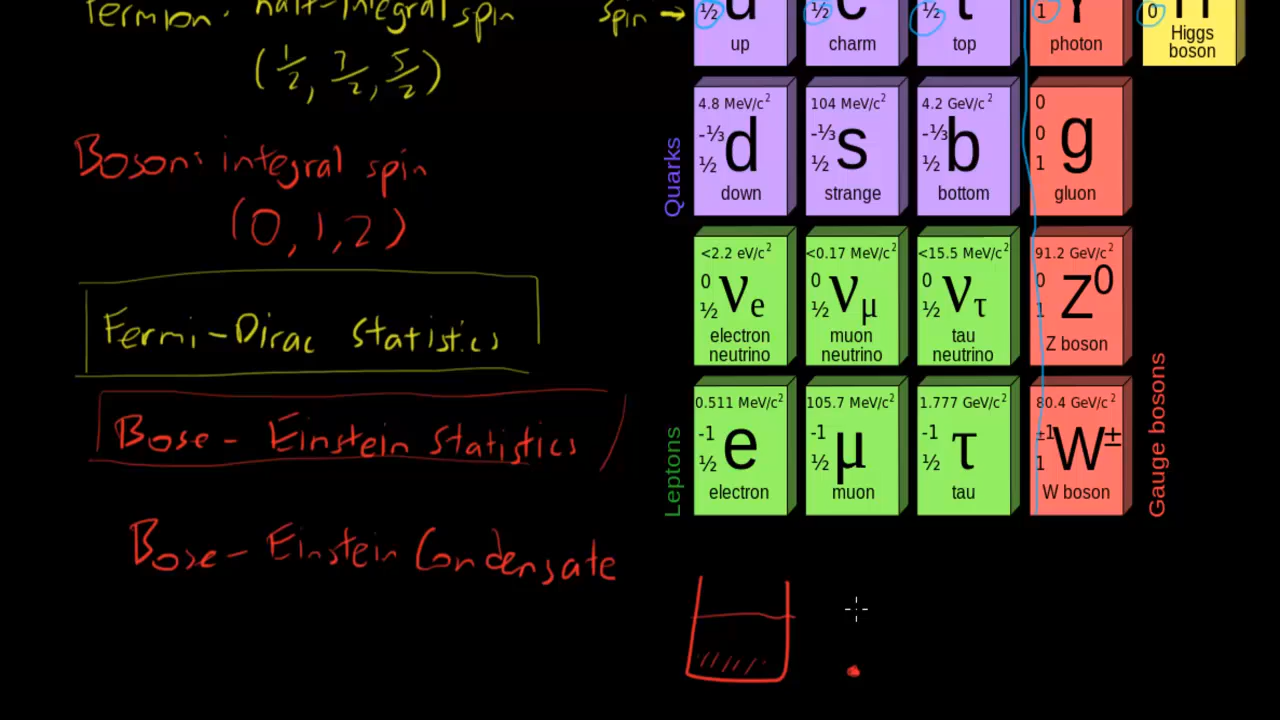 Fermion: half-integral spin
(1/2, 3/2, 5/2)
Boson: integral spin
(0, 1, 2)
Fermi-Dirac Statistics
Bose-Einstein Statistics
Bose-Einstein Condensate
Spin →
½ u up
½ c charm
½ t top
1 γ photon
0 H Higgs boson
Quarks
4.8 MeV/c² -⅓ ½ d down
104 MeV/c² -⅓ ½ s strange
4.2 GeV/c² -⅓ ½ b bottom
0 0 1 g gluon
<2.2 eV/c² 0 ½ νe electron neutrino
<0.17 MeV/c² 0 ½ νμ muon neutrino
<15.5 MeV/c² 0 ½ ντ tau neutrino
91.2 GeV/c² 0 1 Z⁰ Z boson
Leptons
0.511 MeV/c² -1 ½ e electron
105.7 MeV/c² -1 ½ μ muon
1.777 GeV/c² -1 ½ τ tau
80.4 GeV/c² ±1 1 W± W boson
Gauge bosons